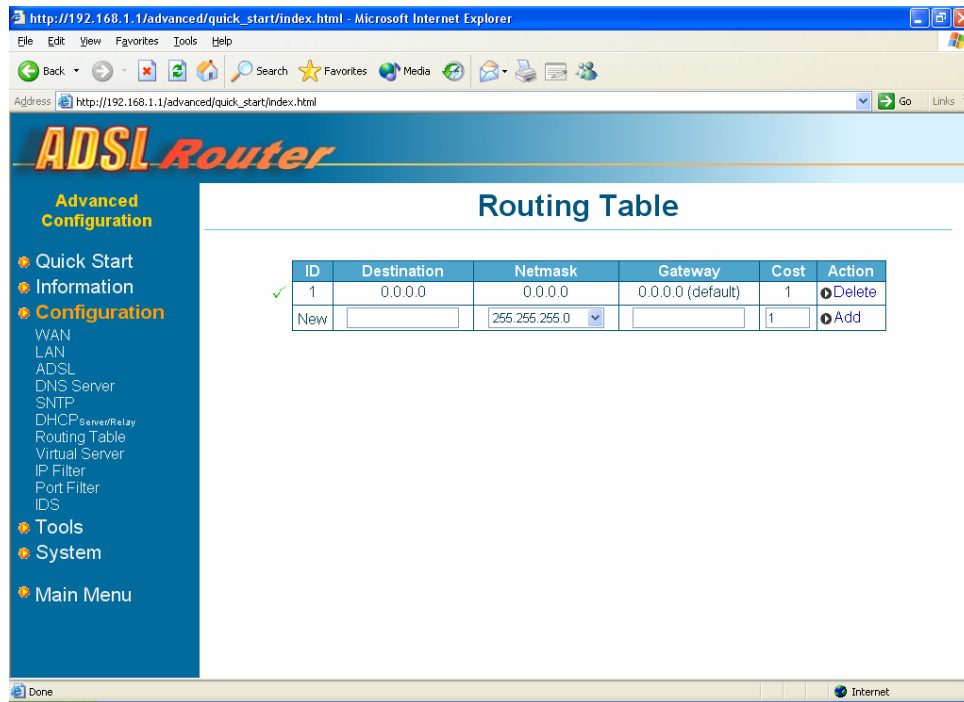 http://192.168.1.1/advanced/quick_start/index.html - Microsoft Internet Explorer
File Edit View Favorites Tools Help
Back Search Favorites Media
Address http://192.168.1.1/advanced/quick_start/index.html Go Links
ADSL Router
Advanced
Configuration
Quick Start
Information
Configuration
WAN
LAN
ADSL
DNS Server
SNTP
DHCP Server/Relay
Routing Table
Virtual Server
IP Filter
Port Filter
IDS
Tools
System
Main Menu
Routing Table
ID Destination Netmask Gateway Cost Action
1 0.0.0.0 0.0.0.0 0.0.0.0 (default) 1 Delete
New 255.255.255.0 1 Add
Done Internet